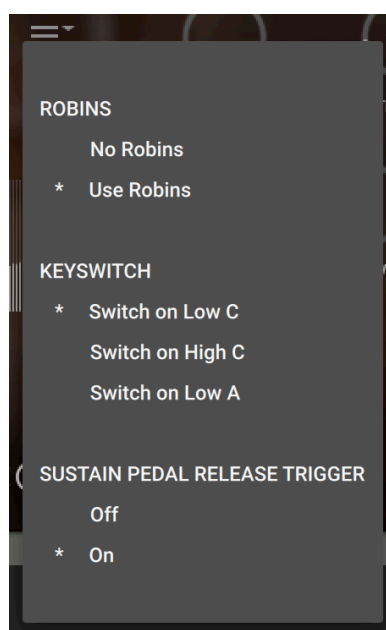 ROBINS
No Robins
* Use Robins
KEYSWITCH
* Switch on Low C
Switch on High C
Switch on Low A
SUSTAIN PEDAL RELEASE TRIGGER
Off
* On